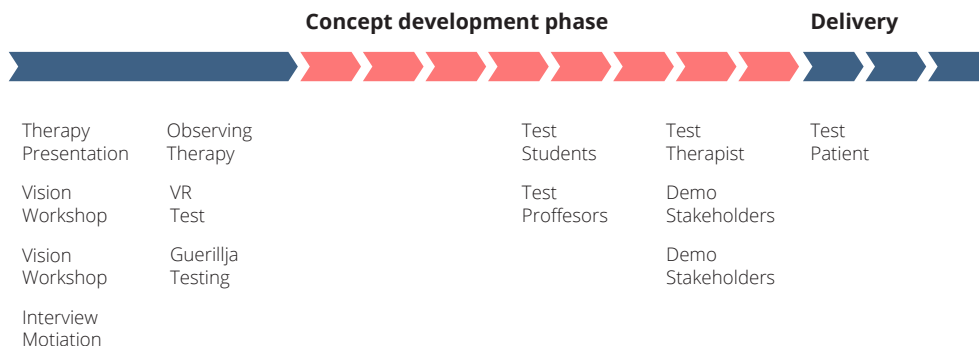 Concept development phase
Delivery
Therapy
Presentation
Observing
Therapy
Test
Students
Test
Therapist
Test
Patient
Vision
Workshop
VR
Test
Test
Proffesors
Demo
Stakeholders
Vision
Workshop
Guerillja
Testing
Demo
Stakeholders
Interview
Motiation